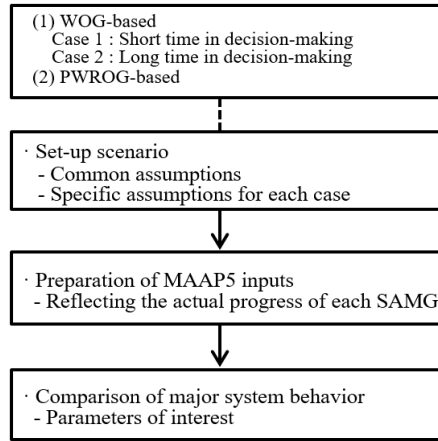 (1) WOG-based
Case 1 : Short time in decision-making
Case 2 : Long time in decision-making
(2) PWROG-based
· Set-up scenario
- Common assumptions
- Specific assumptions for each case
· Preparation of MAAP5 inputs
- Reflecting the actual progress of each SAMG
· Comparison of major system behavior
- Parameters of interest